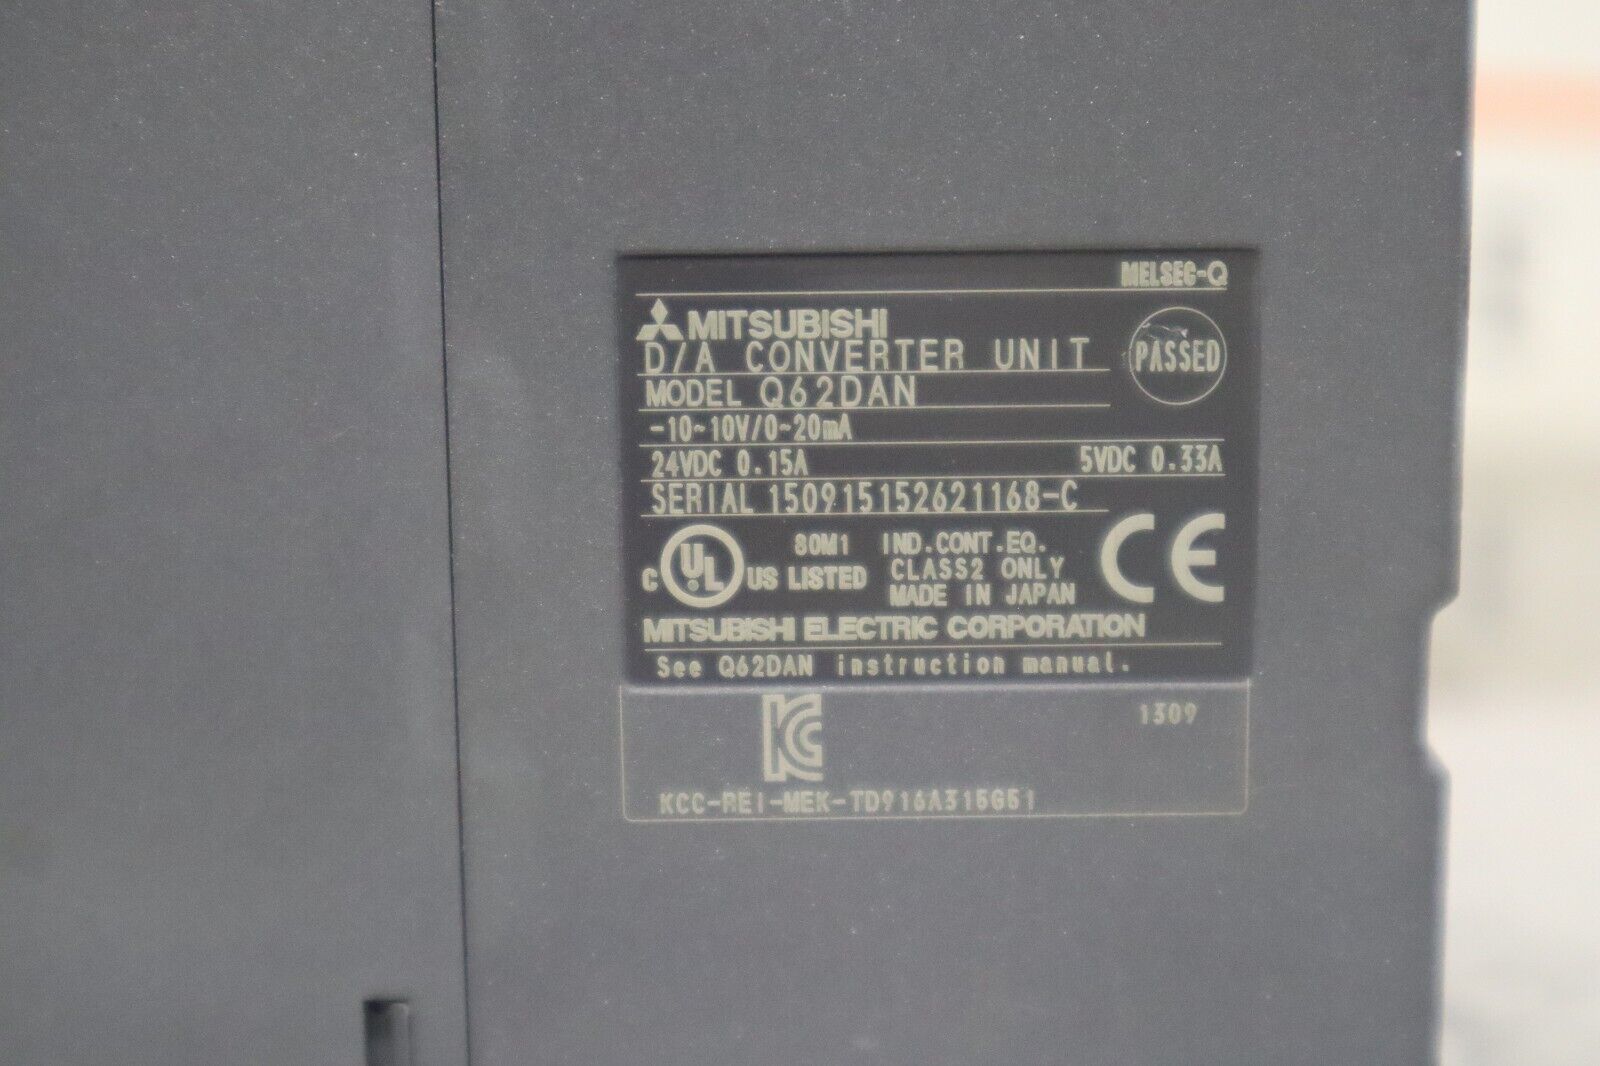 MELSEC-Q
MITSUBISHI
D/A CONVERTER UNIT
PASSED
MODEL Q62DAN
-10~10V/0~20mA
24VDC 0.15A 5VDC 0.33A
SERIAL 150915152621168-C
C UL US LISTED 80M1 IND.CONT.EQ.
CLASS2 ONLY
MADE IN JAPAN
CE
MITSUBISHI ELECTRIC CORPORATION
See Q62DAN instruction manual.
KC 1309
KCC-REI-MEK-TD916A315G51